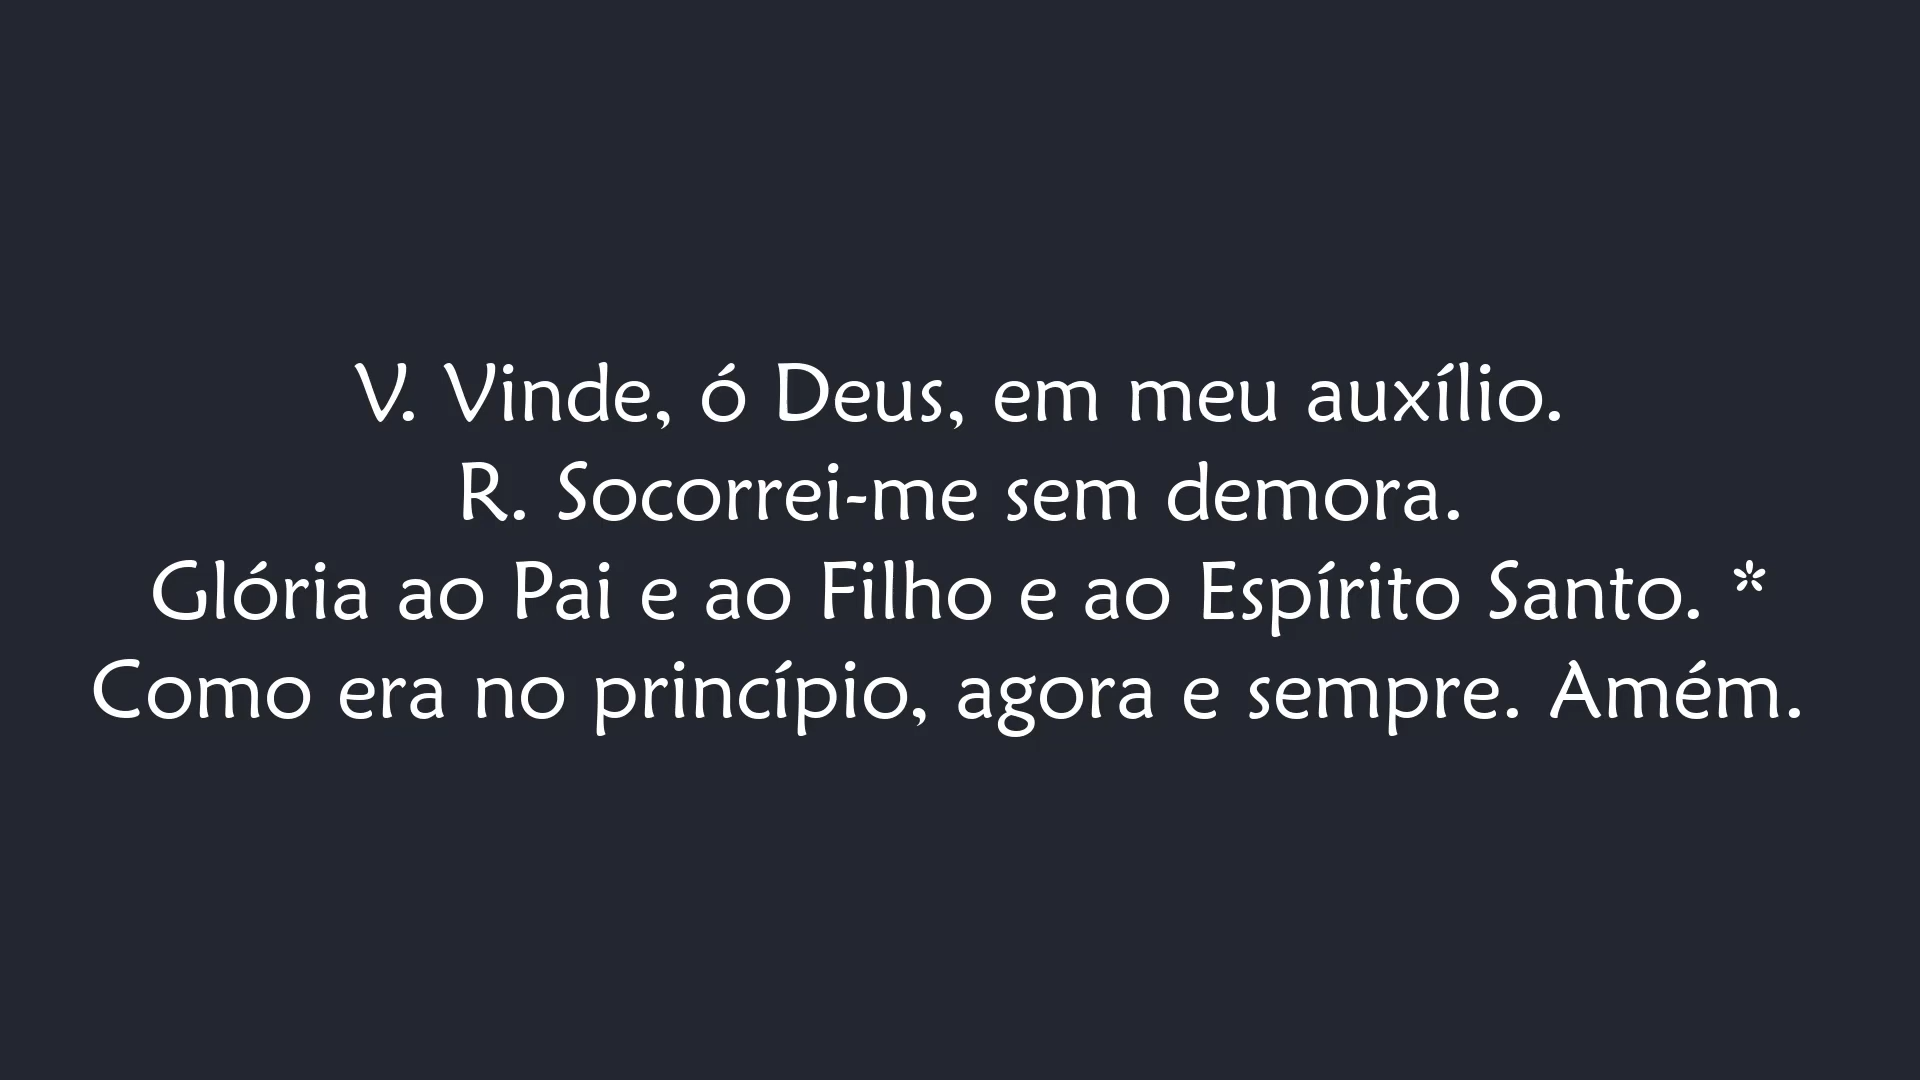 V. Vinde, ó Deus, em meu auxílio.
R. Socorrei-me sem demora.
Glória ao Pai e ao Filho e ao Espírito Santo. *
Como era no princípio, agora e sempre. Amém.